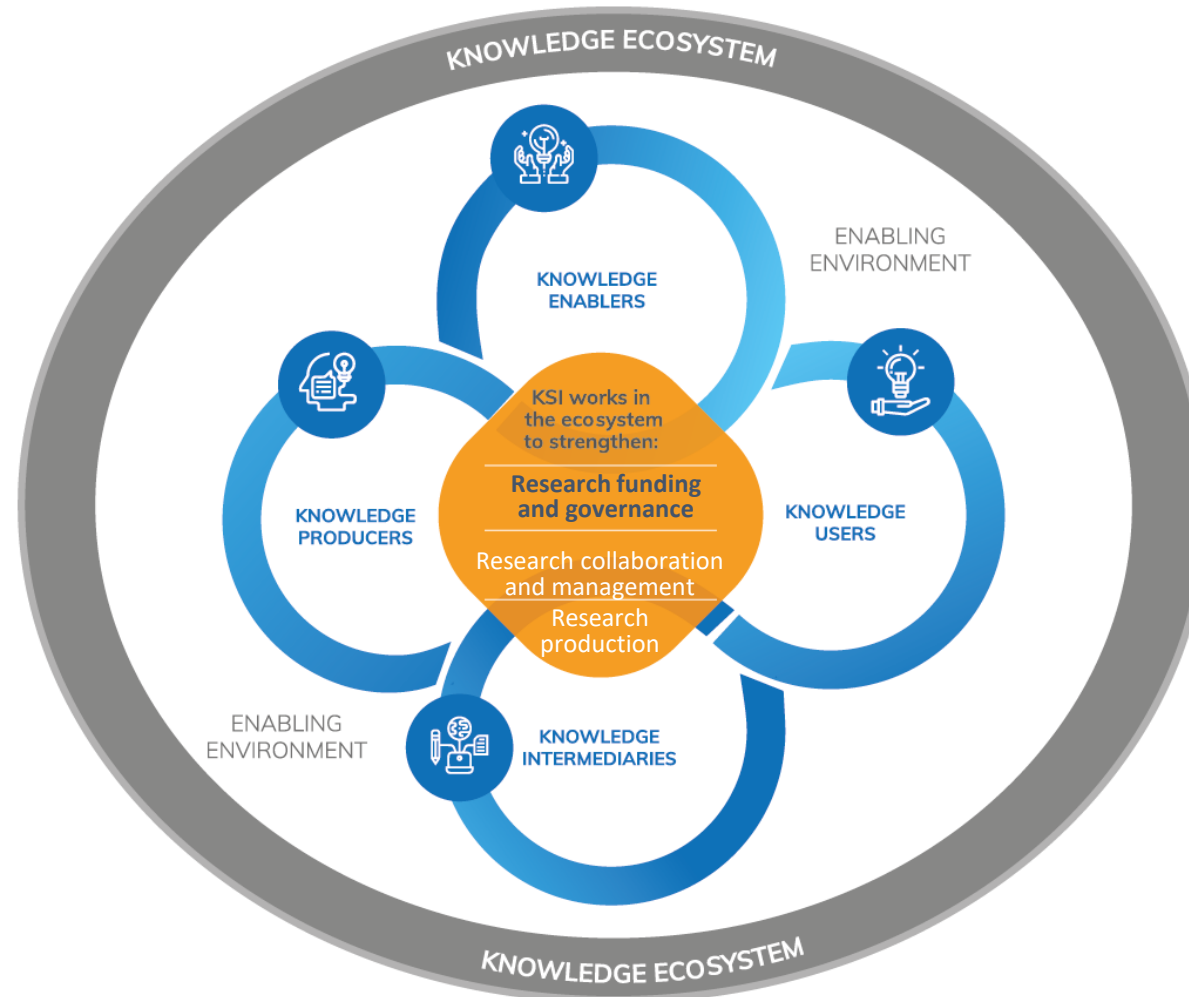 KNOWLEDGE ECOSYSTEM
ENABLING
ENVIRONMENT
KNOWLEDGE
ENABLERS
KSI works in
the ecosystem
to strengthen:
Research funding
and governance
Research collaboration
and management
Research
production
KNOWLEDGE
PRODUCERS
KNOWLEDGE
USERS
ENABLING
ENVIRONMENT
KNOWLEDGE
INTERMEDIARIES
KNOWLEDGE ECOSYSTEM